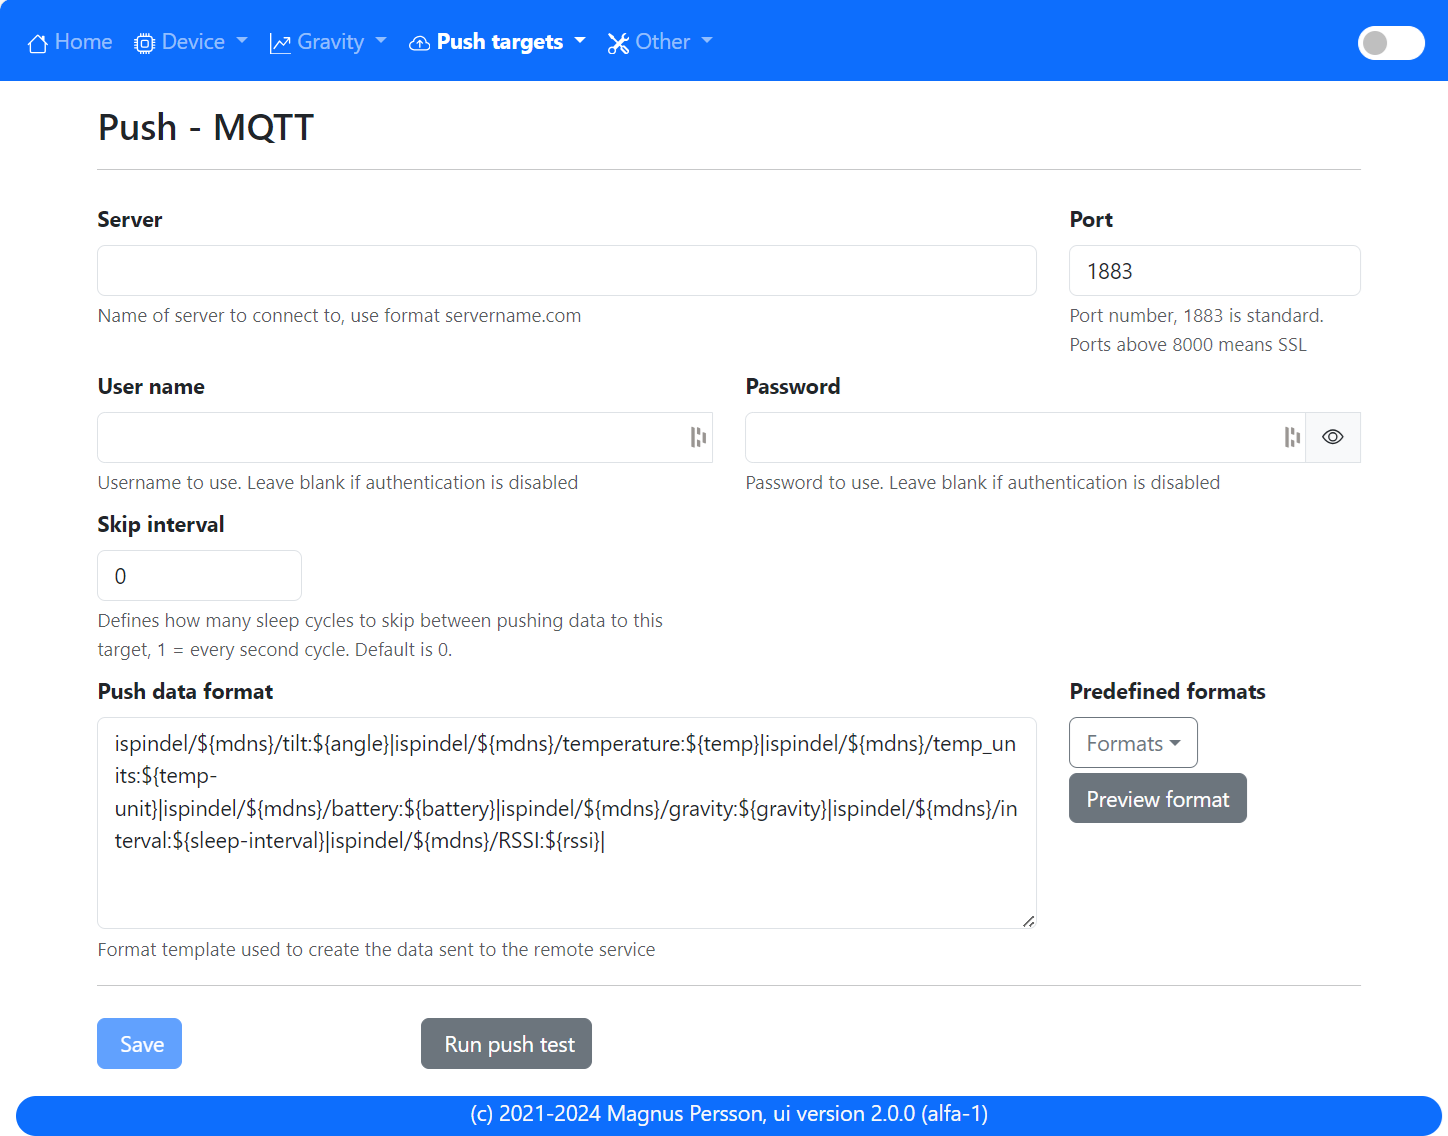 Home Device Gravity Push targets Other
Push - MQTT
Server
Port
1883
Name of server to connect to, use format servername.com
Port number, 1883 is standard.
Ports above 8000 means SSL
User name
Password
Username to use. Leave blank if authentication is disabled
Password to use. Leave blank if authentication is disabled
Skip interval
0
Defines how many sleep cycles to skip between pushing data to this
target, 1 = every second cycle. Default is 0.
Push data format
Predefined formats
ispindel/${mdns}/tilt:${angle}|ispindel/${mdns}/temperature:${temp}|ispindel/${mdns}/temp_un
its:${temp-
unit}|ispindel/${mdns}/battery:${battery}|ispindel/${mdns}/gravity:${gravity}|ispindel/${mdns}/in
terval:${sleep-interval}|ispindel/${mdns}/RSSI:${rssi}|
Formats
Preview format
Format template used to create the data sent to the remote service
Save
Run push test
(c) 2021-2024 Magnus Persson, ui version 2.0.0 (alfa-1)